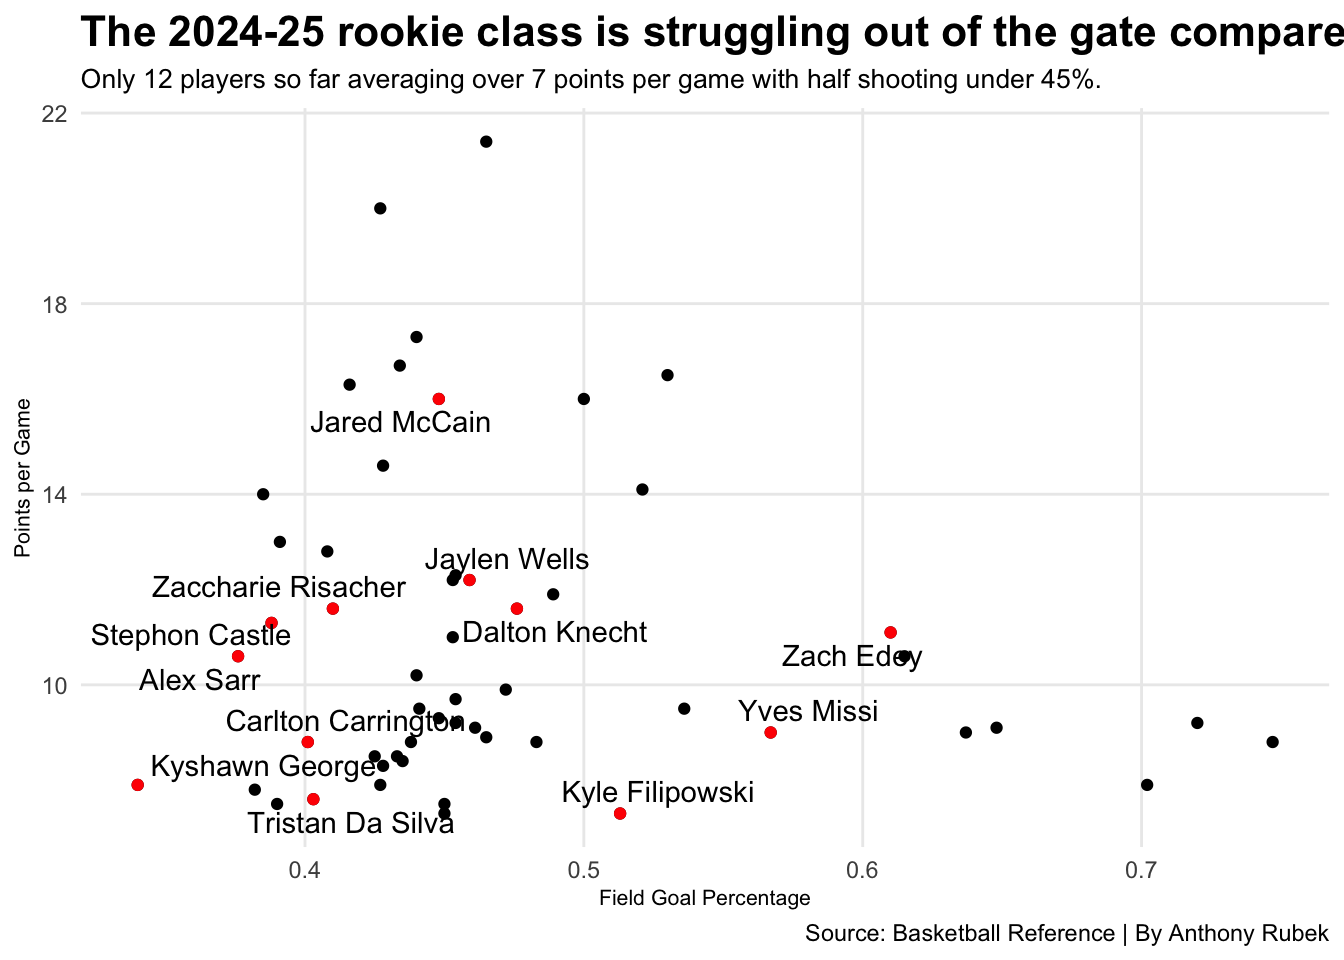 The 2024-25 rookie class is struggling out of the gate compare
Only 12 players so far averaging over 7 points per game with half shooting under 45%.
22
18
14
10
Points per Game
Jared McCain
Jaylen Wells
Zaccharie Risacher
Stephon Castle
Dalton Knecht
Zach Edey
Alex Sarr
Yves Missi
Carlton Carrington
Kyshawn George
Kyle Filipowski
Tristan Da Silva
0.4
0.5
0.6
0.7
Field Goal Percentage
Source: Basketball Reference | By Anthony Rubek